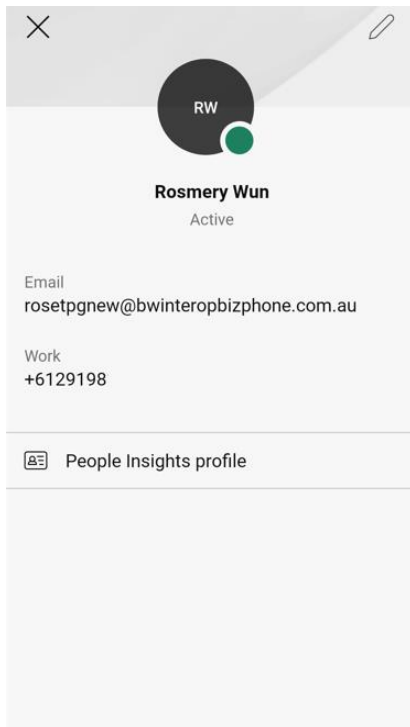 RW
Rosmery Wun
Active
Email
rosetpgnew@bwinteropbizphone.com.au
Work
+6129198
People Insights profile